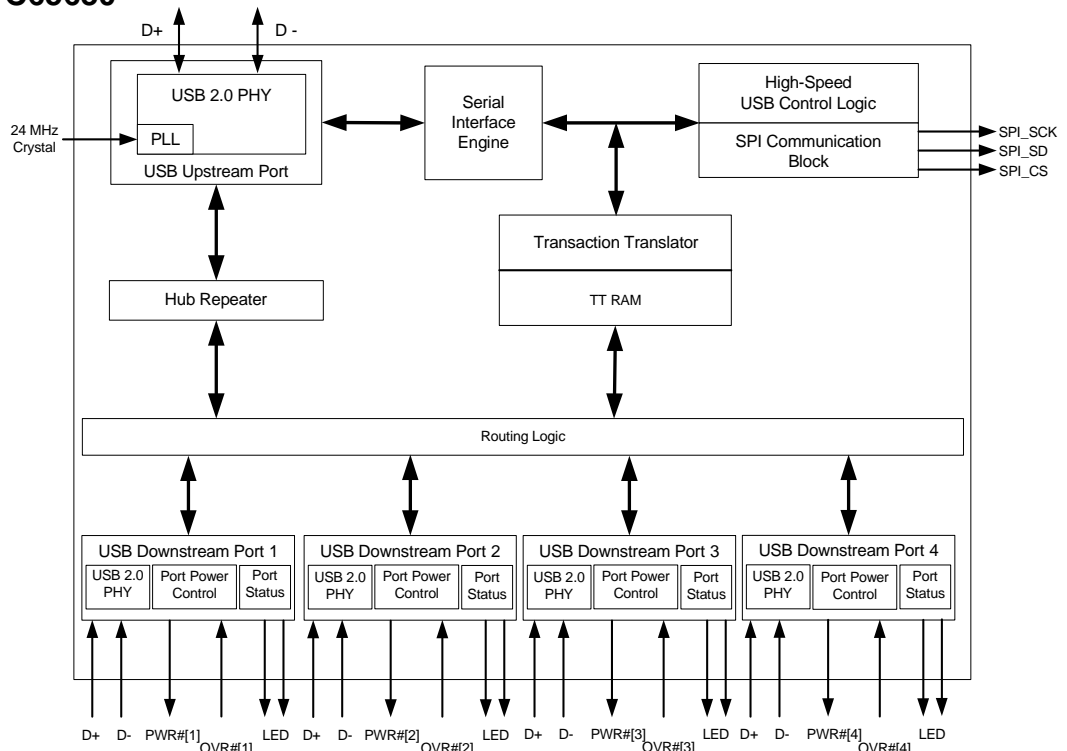 D+
D -
USB 2.0 PHY
PLL
USB Upstream Port
24 MHz
Crystal
Serial
Interface
Engine
High-Speed
USB Control Logic
SPI Communication
Block
SPI_SCK
SPI_SD
SPI_CS
Transaction Translator
TT RAM
Hub Repeater
Routing Logic
USB Downstream Port 1
USB 2.0
PHY
Port Power
Control
Port
Status
USB Downstream Port 2
USB 2.0
PHY
Port Power
Control
Port
Status
USB Downstream Port 3
USB 2.0
PHY
Port Power
Control
Port
Status
USB Downstream Port 4
USB 2.0
PHY
Port Power
Control
Port
Status
D+ D- PWR#[1] OVR#[1] LED
D+ D- PWR#[2] OVR#[2] LED
D+ D- PWR#[3] OVR#[3] LED
D+ D- PWR#[4] OVR#[4] LED